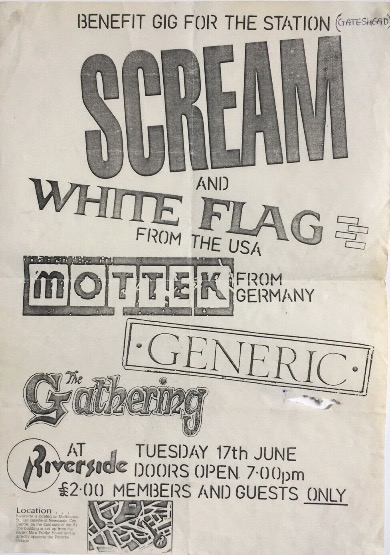 BENEFIT GIG FOR THE STATION (GATESHEAD)
SCREAM
AND
WHITE FLAG
FROM THE USA
MOTTEK FROM GERMANY
·GENERIC·
The Gathering
AT Riverside
TUESDAY 17th JUNE
DOORS OPEN 7·00pm
£2·00 MEMBERS AND GUESTS ONLY
Location